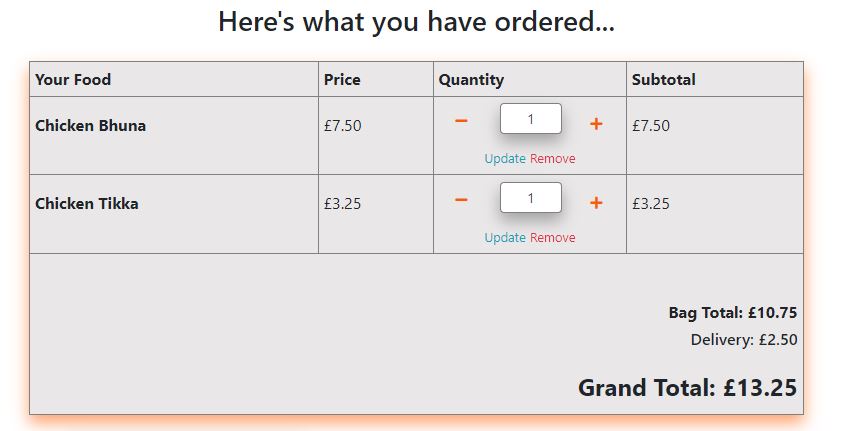 Here's what you have ordered...
Your Food Price Quantity Subtotal
Chicken Bhuna £7.50 − 1 + £7.50
Update Remove
Chicken Tikka £3.25 − 1 + £3.25
Update Remove
Bag Total: £10.75
Delivery: £2.50
Grand Total: £13.25